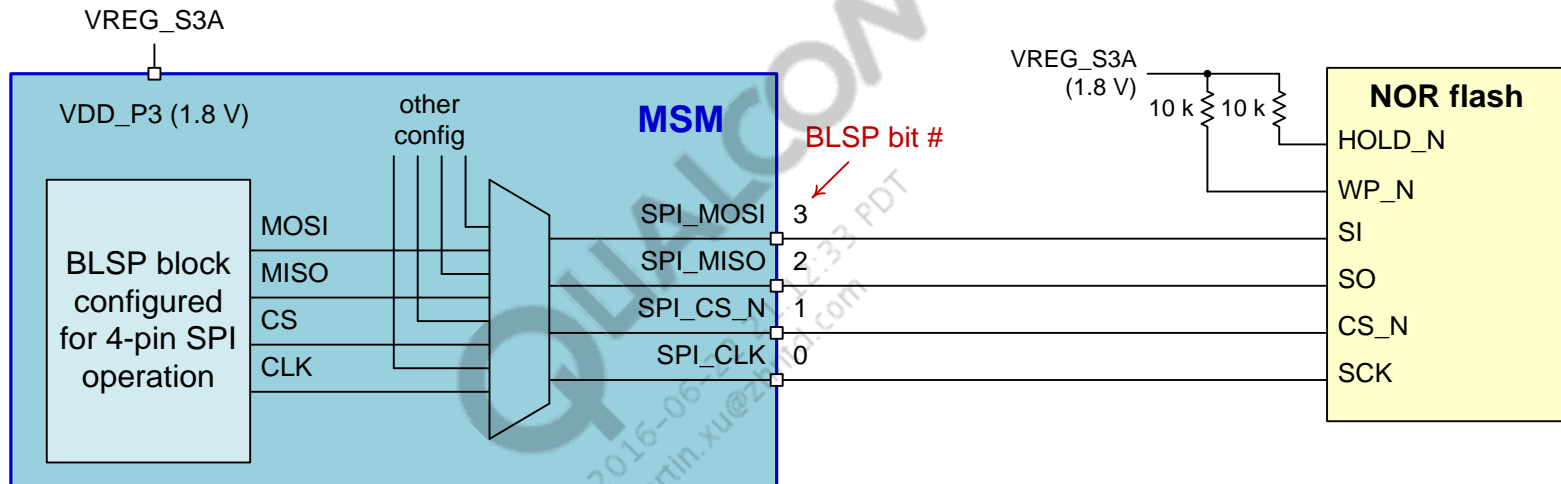 VREG_S3A
VDD_P3 (1.8 V)
other
config
MSM
BLSP bit #
BLSP block
configured
for 4-pin SPI
operation
MOSI
MISO
CS
CLK
SPI_MOSI 3
SPI_MISO 2
SPI_CS_N 1
SPI_CLK 0
VREG_S3A
(1.8 V)
10 k
10 k
NOR flash
HOLD_N
WP_N
SI
SO
CS_N
SCK
QUALCON